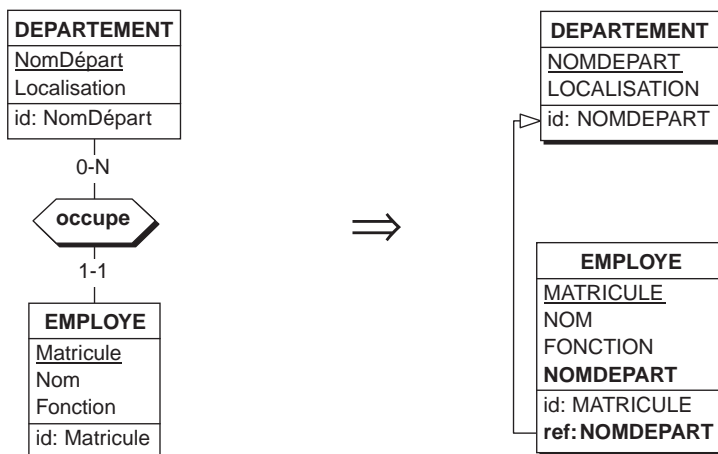 DEPARTEMENT
NomDépart
Localisation
id: NomDépart
0-N
occupe
1-1
EMPLOYE
Matricule
Nom
Fonction
id: Matricule
⇒
DEPARTEMENT
NOMDEPART
LOCALISATION
id: NOMDEPART
EMPLOYE
MATRICULE
NOM
FONCTION
NOMDEPART
id: MATRICULE
ref:NOMDEPART